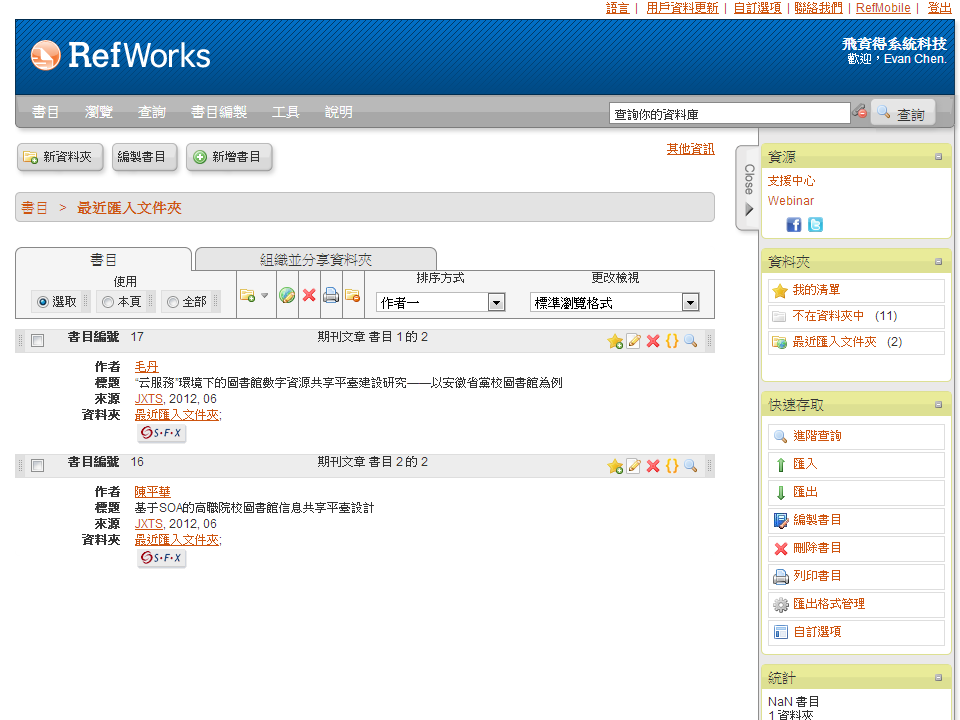 語言 | 用戶資料更新 | 自訂選項 | 聯絡我們 | RefMobile | 登出
RefWorks
飛資得系統科技
歡迎，Evan Chen.
書目 瀏覽 查詢 書目編製 工具 說明
查詢你的資料庫 查詢
新資料夾 編製書目 新增書目 其他資訊
書目 > 最近匯入文件夾
書目 組織並分享資料夾
使用 排序方式 更改檢視
選取 本頁 全部 作者一 標準瀏覽格式
書目編號 17 期刊文章 書目 1 的 2
作者 毛丹
標題 “云服務”環境下的圖書館數字資源共享平臺建設研究——以安徽省黨校圖書館為例
來源 JXTS, 2012, 06
資料夾 最近匯入文件夾;
S·F·X
書目編號 16 期刊文章 書目 2 的 2
作者 陳平華
標題 基于SOA的高職院校圖書館信息共享平臺設計
來源 JXTS, 2012, 06
資料夾 最近匯入文件夾;
S·F·X
Close
資源
支援中心
Webinar
資料夾
我的清單
不在資料夾中 (11)
最近匯入文件夾 (2)
快速存取
進階查詢
匯入
匯出
編製書目
刪除書目
列印書目
匯出格式管理
自訂選項
統計
NaN 書目
1 資料夾